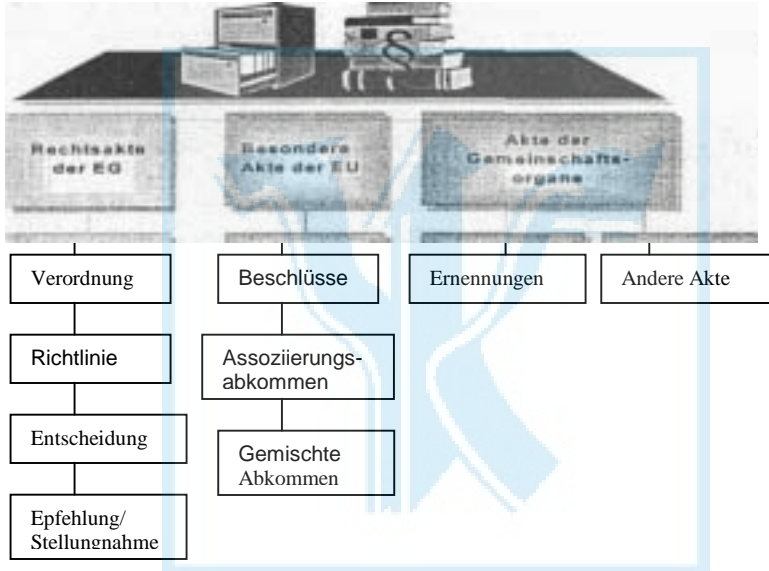 §
Rechtsakte
der EG
Besondere
Akte der EU
Akte der
Gemeinschafts-
organe
Verordnung
Beschlüsse
Ernennungen
Andere Akte
Richtlinie
Assoziierungs-
abkommen
Entscheidung
Gemischte
Abkommen
Epfehlung/
Stellungnahme